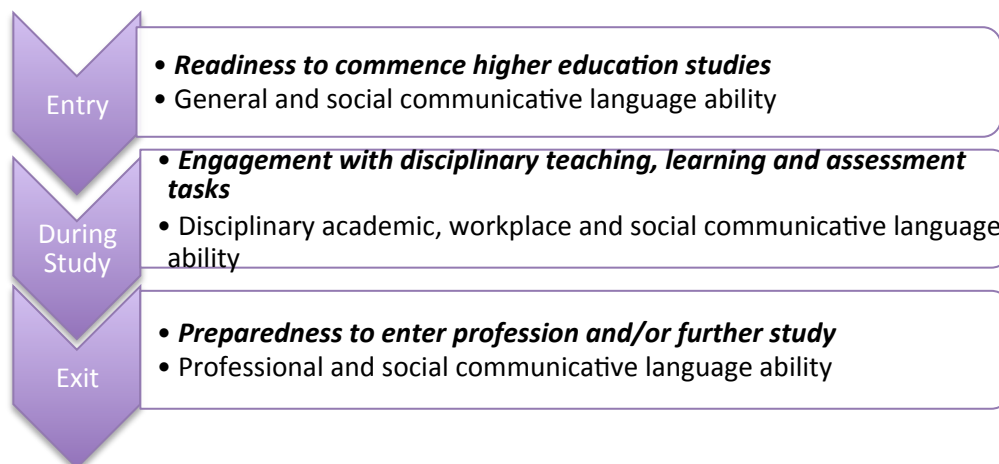 Entry
• Readiness to commence higher education studies
• General and social communicative language ability
During
Study
• Engagement with disciplinary teaching, learning and assessment
tasks
• Disciplinary academic, workplace and social communicative language
ability
Exit
• Preparedness to enter profession and/or further study
• Professional and social communicative language ability